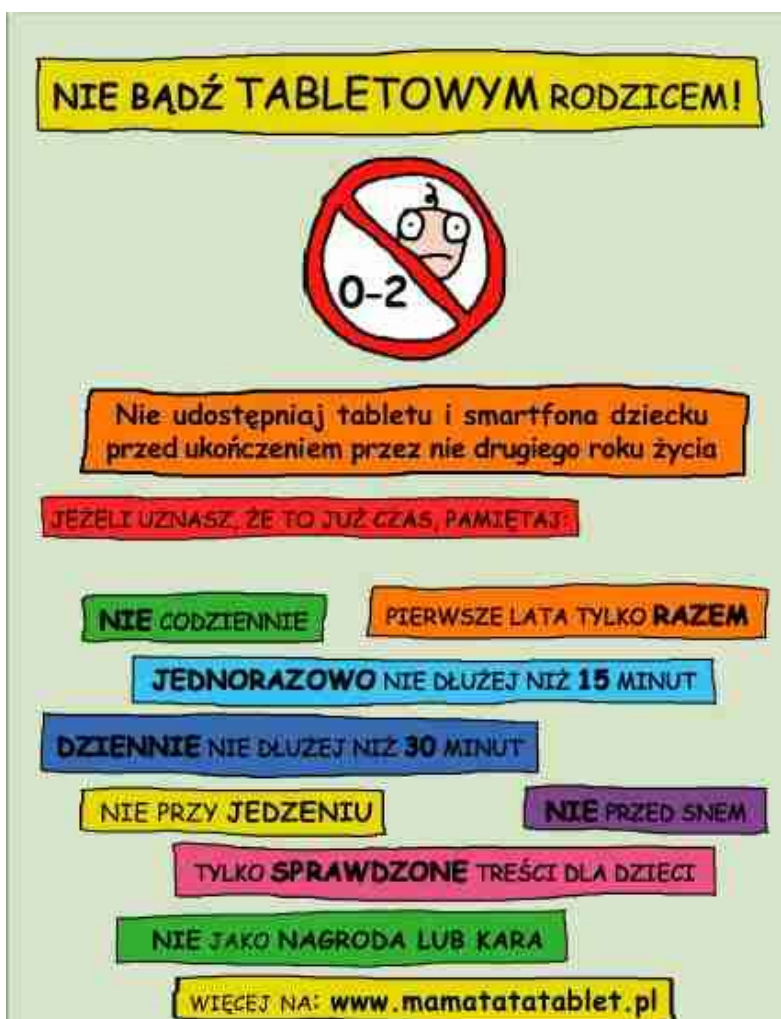 NIE BĄDŹ TABLETOWYM RODZICEM!
0-2
Nie udostępniaj tabletu i smartfona dziecku
przed ukończeniem przez nie drugiego roku życia
JEŻELI UZNASZ, ŻE TO JUŻ CZAS, PAMIĘTAJ:
NIE CODZIENNIE
PIERWSZE LATA TYLKO RAZEM
JEDNORAZOWO NIE DŁUŻEJ NIŻ 15 MINUT
DZIENNIE NIE DŁUŻEJ NIŻ 30 MINUT
NIE PRZY JEDZENIU
NIE PRZED SNEM
TYLKO SPRAWDZONE TREŚCI DLA DZIECI
NIE JAKO NAGRODA LUB KARA
WIĘCEJ NA: www.mamatatatablet.pl